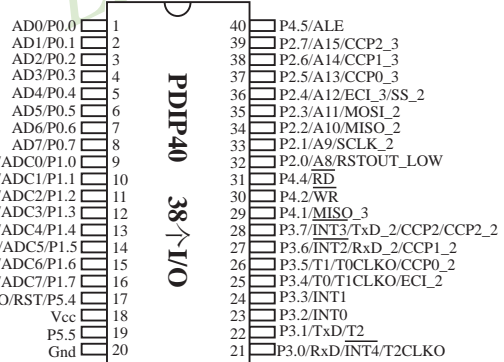 AD0/P0.0 1
AD1/P0.1 2
AD2/P0.2 3
AD3/P0.3 4
AD4/P0.4 5
AD5/P0.5 6
AD6/P0.6 7
AD7/P0.7 8
/ADC0/P1.0 9
/ADC1/P1.1 10
/ADC2/P1.2 11
/ADC3/P1.3 12
/ADC4/P1.4 13
/ADC5/P1.5 14
/ADC6/P1.6 15
/ADC7/P1.7 16
O/RST/P5.4 17
Vcc 18
P5.5 19
Gnd 20
PDIP40 38个I/O
40 P4.5/ALE
39 P2.7/A15/CCP2_3
38 P2.6/A14/CCP1_3
37 P2.5/A13/CCP0_3
36 P2.4/A12/ECI_3/SS_2
35 P2.3/A11/MOSI_2
34 P2.2/A10/MISO_2
33 P2.1/A9/SCLK_2
32 P2.0/A8/RSTOUT_LOW
31 P4.4/RD
30 P4.2/WR
29 P4.1/MISO_3
28 P3.7/INT3/TxD_2/CCP2/CCP2_2
27 P3.6/INT2/RxD_2/CCP1_2
26 P3.5/T1/T0CLKO/CCP0_2
25 P3.4/T0/T1CLKO/ECI_2
24 P3.3/INT1
23 P3.2/INT0
22 P3.1/TxD/T2
21 P3.0/RxD/INT4/T2CLKO